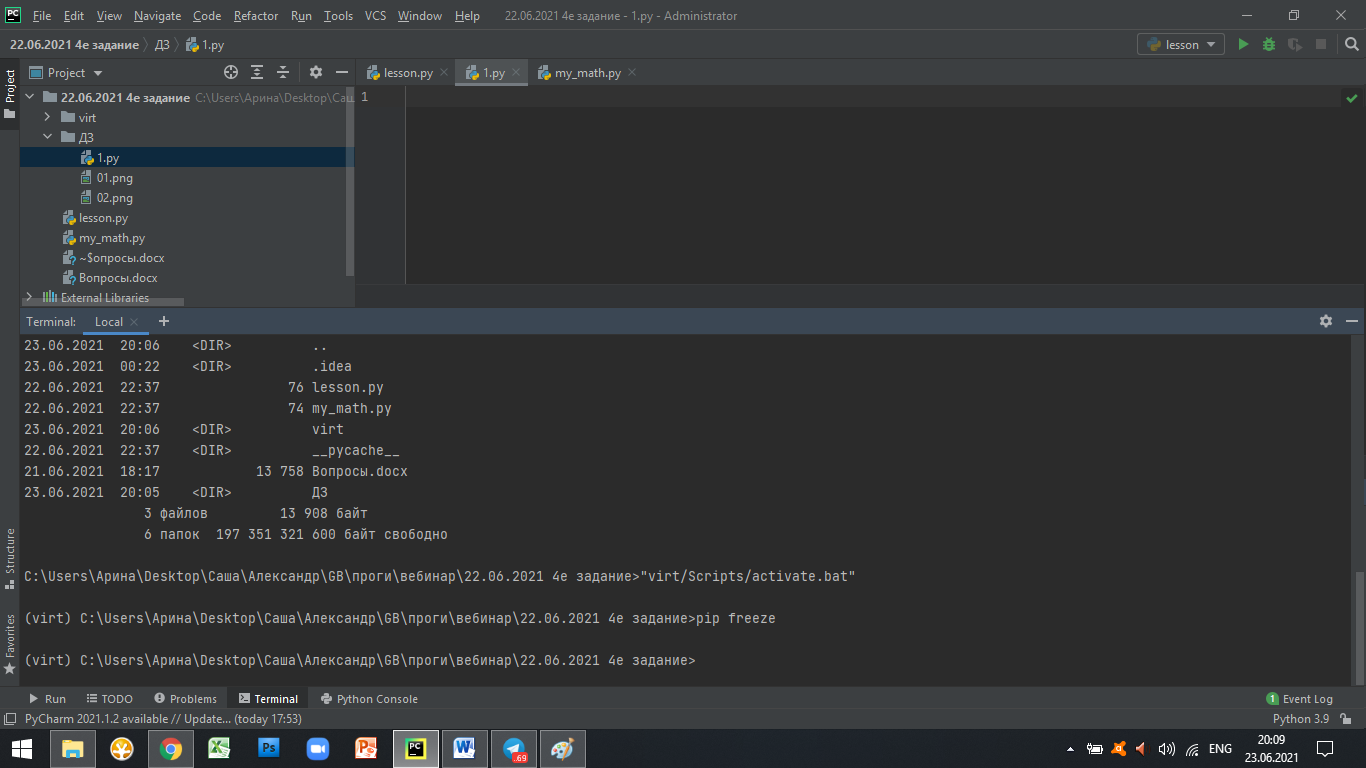 File Edit View Navigate Code Refactor Run Tools VCS Window Help 22.06.2021 4е задание - 1.py - Administrator
22.06.2021 4е задание ДЗ 1.py lesson
Project lesson.py 1.py my_math.py
Project
22.06.2021 4е задание C:\Users\Арина\Desktop\Саш
1
virt
ДЗ
1.py
01.png
02.png
lesson.py
my_math.py
~$опросы.docx
Вопросы.docx
External Libraries
Terminal: Local
23.06.2021 20:06 <DIR> ..
23.06.2021 00:22 <DIR> .idea
22.06.2021 22:37 76 lesson.py
22.06.2021 22:37 74 my_math.py
23.06.2021 20:06 <DIR> virt
22.06.2021 22:37 <DIR> __pycache__
21.06.2021 18:17 13 758 Вопросы.docx
23.06.2021 20:05 <DIR> ДЗ
3 файлов 13 908 байт
6 папок 197 351 321 600 байт свободно
C:\Users\Арина\Desktop\Саша\Александр\GB\проги\вебинар\22.06.2021 4е задание>"virt/Scripts/activate.bat"
(virt) C:\Users\Арина\Desktop\Саша\Александр\GB\проги\вебинар\22.06.2021 4е задание>pip freeze
(virt) C:\Users\Арина\Desktop\Саша\Александр\GB\проги\вебинар\22.06.2021 4е задание>
Structure
Favorites
Run TODO Problems Terminal Python Console 1 Event Log
PyCharm 2021.1.2 available // Update... (today 17:53) Python 3.9
.69
ENG
20:09
23.06.2021